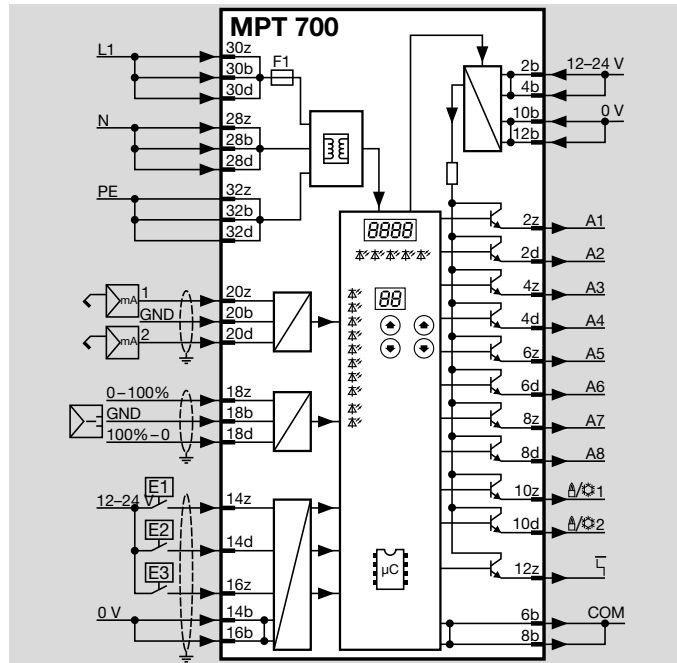 MPT 700
L1
30z
30b
30d
F1
N
28z
28b
28d
PE
32z
32b
32d
2b
12–24 V
4b
10b
0 V
12b
8888
88
mA
1
20z
GND
20b
mA
2
20d
0–100%
18z
GND
18b
100%–0
18d
12–24 V
E1
14z
E2
14d
E3
16z
0 V
14b
16b
µC
2z
A1
2d
A2
4z
A3
4d
A4
6z
A5
6d
A6
8z
A7
8d
A8
10z
/
1
10d
/
2
12z
6b
COM
8b